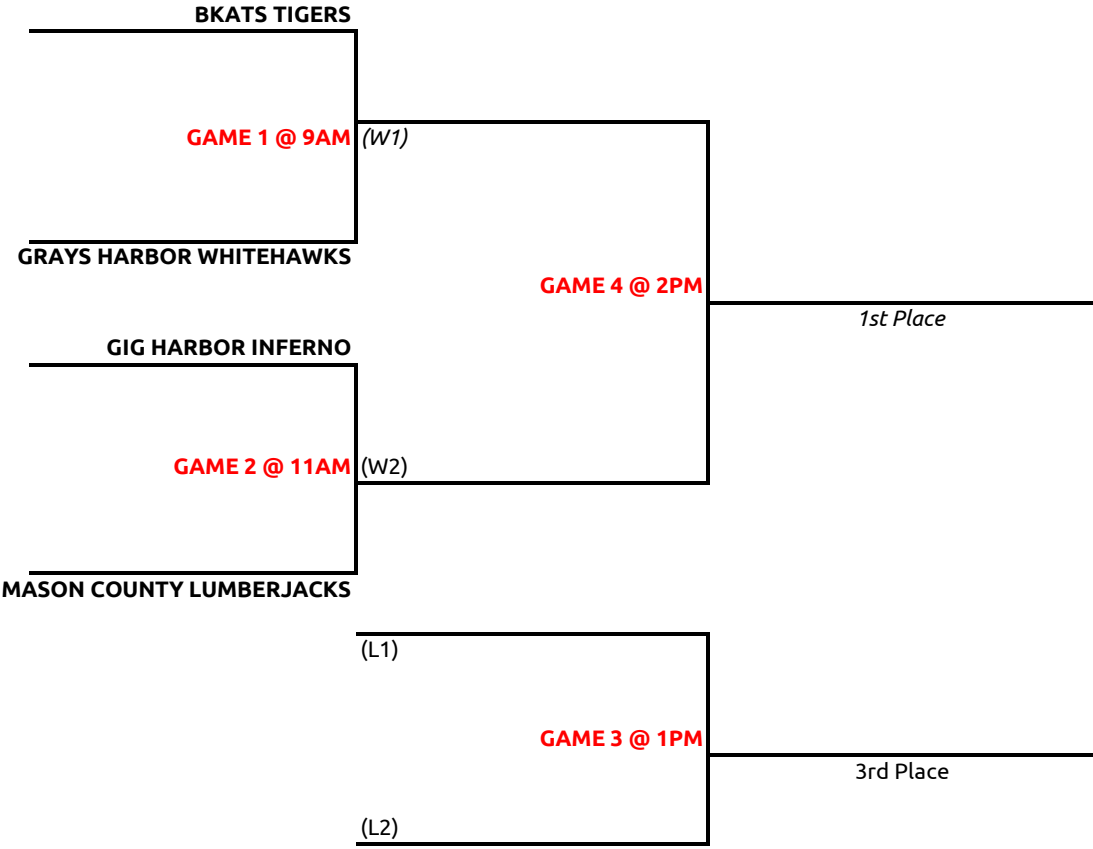 BKATS TIGERS
GAME 1 @ 9AM (W1)
GRAYS HARBOR WHITEHAWKS
GAME 4 @ 2PM
1st Place
GIG HARBOR INFERNO
GAME 2 @ 11AM (W2)
MASON COUNTY LUMBERJACKS
(L1)
GAME 3 @ 1PM
3rd Place
(L2)